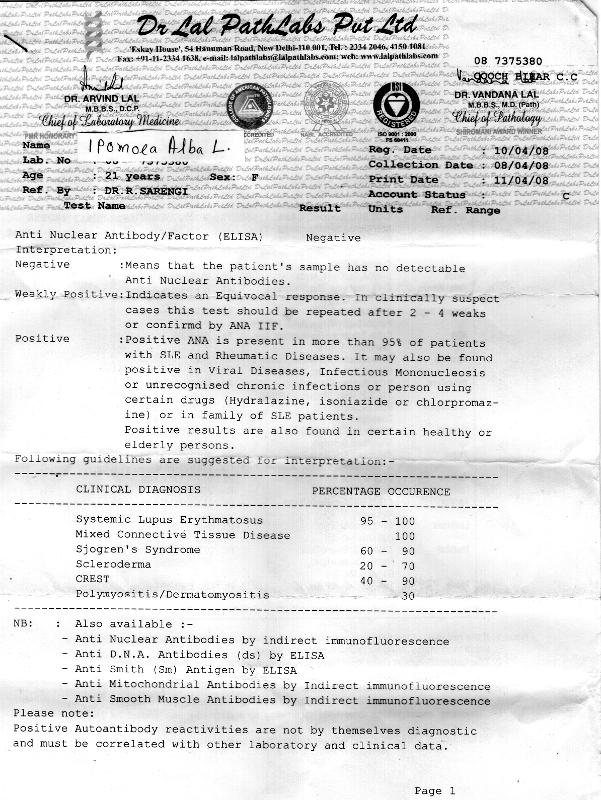 Dr Lal PathLabs Pvt Ltd
'Eskay House', 54 Hanuman Road, New Delhi-110 001, Tel. : 2334 2046, 4150 1081
Fax: +91-11-2334 1638, e-mail: lalpathlabs@lalpathlabs.com; web: www.lalpathlabs.com
08 7375380
DR. ARVIND LAL
M.B.B.S., D.C.P.
Chief of Laboratory Medicine
ISO 9001 : 2000
FS 60411
GOOCH BIHAR C.C
DR. VANDANA LAL
M.B.B.S., M.D. (Path)
Chief of Pathology
SHIROMANI AWARD WINNER
Name Ipomoea Alba L.
Lab. No : 08 7375380
Age : 21 years Sex: F
Ref. By : DR.R.SARENGI
Reg. Date : 10/04/08
Collection Date : 08/04/08
Print Date : 11/04/08
Account Status : C
Test Name Result Units Ref. Range
Anti Nuclear Antibody/Factor (ELISA) Negative
Interpretation:
Negative :Means that the patient's sample has no detectable
Anti Nuclear Antibodies.
Weakly Positive:Indicates an Equivocal response. In clinically suspect
cases this test should be repeated after 2 - 4 weeks
or confirmd by ANA IIF.
Positive :Positive ANA is present in more than 95% of patients
with SLE and Rheumatic Diseases. It may also be found
positive in Viral Diseases, Infectious Mononucleosis
or unrecognised chronic infections or person using
certain drugs (Hydralazine, isoniazide or chlorpromaz-
ine) or in family of SLE patients.
Positive results are also found in certain healthy or
elderly persons.
Following guidelines are suggested for interpretation:-
CLINICAL DIAGNOSIS PERCENTAGE OCCURENCE
Systemic Lupus Erythmatosus 95 - 100
Mixed Connective Tissue Disease 100
Sjogren's Syndrome 60 - 90
Scleroderma 20 - 70
CREST 40 - 90
Polymyositis/Dermatomyositis 30
NB: : Also available :-
- Anti Nuclear Antibodies by indirect immunofluorescence
- Anti D.N.A. Antibodies (ds) by ELISA
- Anti Smith (Sm) Antigen by ELISA
- Anti Mitochondrial Antibodies by Indirect immunofluorescence
- Anti Smooth Muscle Antibodies by Indirect immunofluorescence
Please note:
Positive Autoantibody reactivities are not by themselves diagnostic
and must be correlated with other laboratory and clinical data.
Page 1